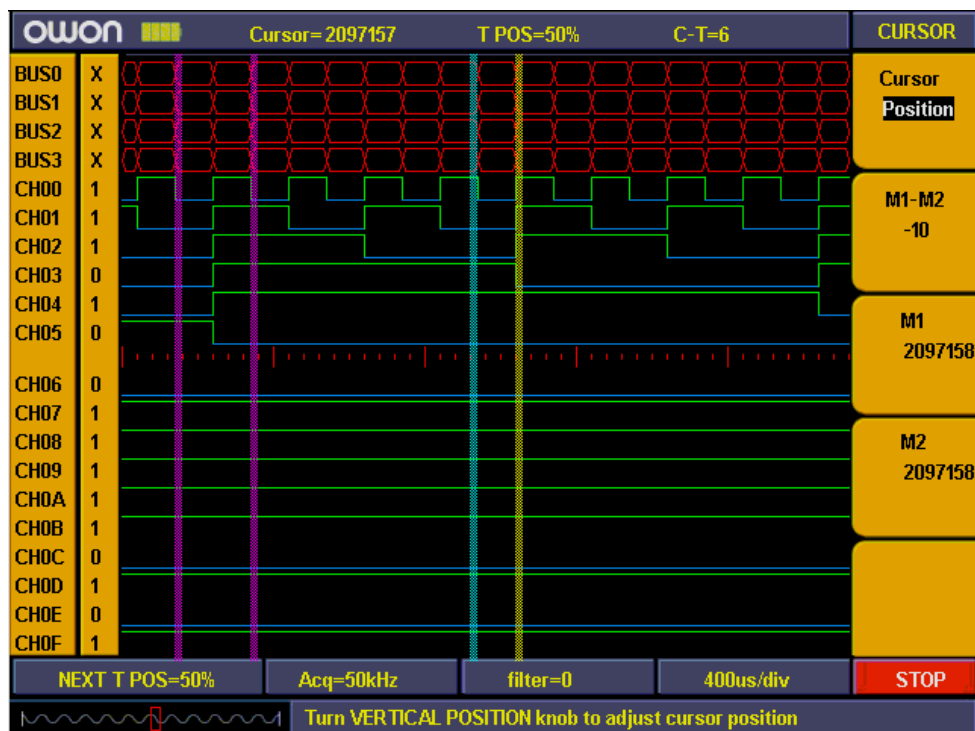 owon Cursor=2097157 T POS=50% C-T=6 CURSOR
BUS0 X
BUS1 X
BUS2 X
BUS3 X
CH00 1
CH01 1
CH02 1
CH03 0
CH04 1
CH05 0
CH06 0
CH07 1
CH08 1
CH09 1
CH0A 1
CH0B 1
CH0C 0
CH0D 1
CH0E 0
CH0F 1
Cursor
Position
M1-M2
-10
M1
2097158
M2
2097158
NEXT T POS=50% Acq=50kHz filter=0 400us/div STOP
Turn VERTICAL POSITION knob to adjust cursor position